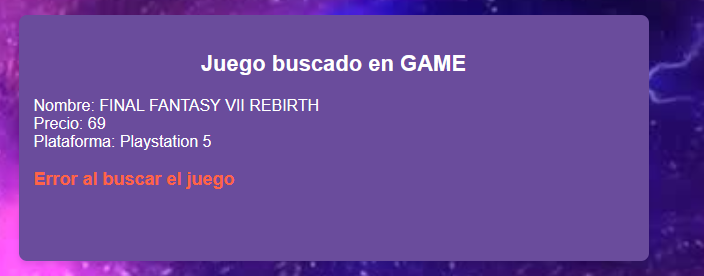 Juego buscado en GAME
Nombre: FINAL FANTASY VII REBIRTH
Precio: 69
Plataforma: Playstation 5
Error al buscar el juego